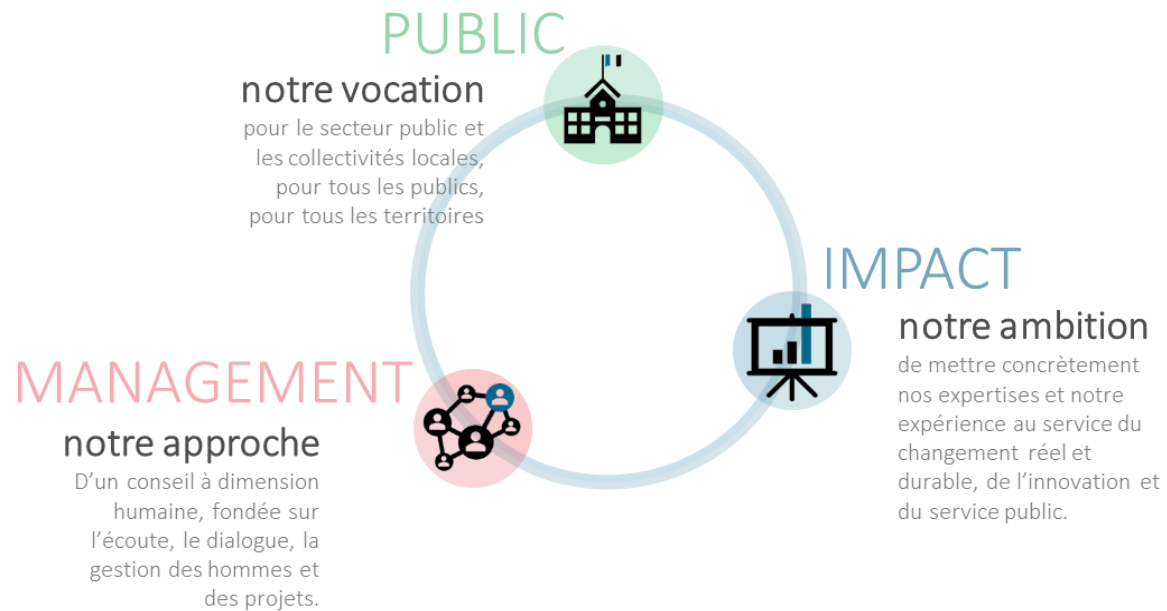 PUBLIC
notre vocation
pour le secteur public et
les collectivités locales,
pour tous les publics,
pour tous les territoires
IMPACT
notre ambition
de mettre concrètement
nos expertises et notre
expérience au service du
changement réel et
durable, de l’innovation et
du service public.
MANAGEMENT
notre approche
D’un conseil à dimension
humaine, fondée sur
l’écoute, le dialogue, la
gestion des hommes et
des projets.